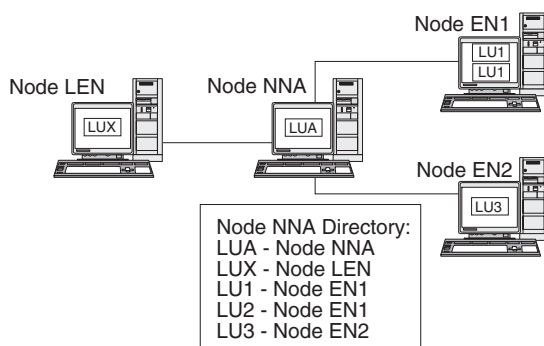 Node EN1
LU1
LU1
Node LEN
Node NNA
LUX
LUA
Node EN2
LU3
Node NNA Directory:
LUA - Node NNA
LUX - Node LEN
LU1 - Node EN1
LU2 - Node EN1
LU3 - Node EN2